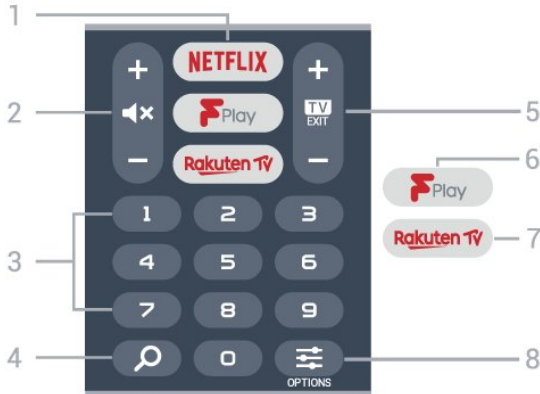 1
NETFLIX
+ +
2
F Play
TV
EXIT
5
− −
Rakuten TV
6
F Play
1 2 3
Rakuten TV
7
3
4 5 6
7 8 9
4
0
8
OPTIONS